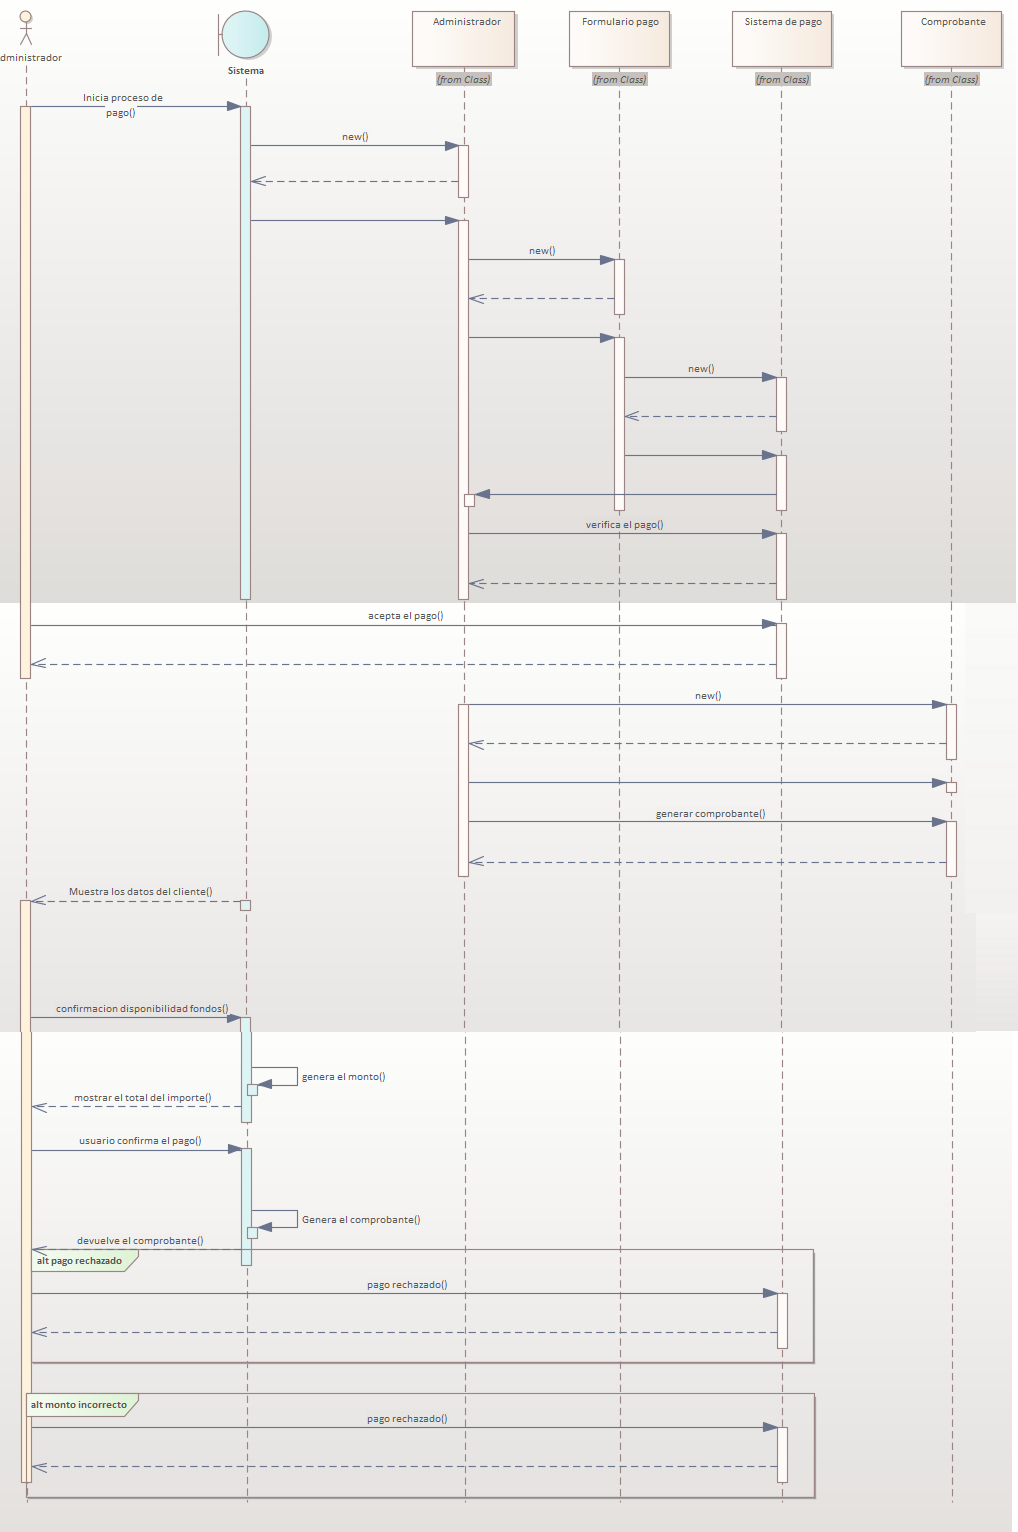 Administrador
Formulario pago
Sistema de pago
Comprobante
dministrador
Sistema
(from Class)
(from Class)
(from Class)
(from Class)
Inicia proceso de
pago()
new()
new()
new()
verifica el pago()
acepta el pago()
new()
generar comprobante()
Muestra los datos del cliente()
confirmacion disponibilidad fondos()
genera el monto()
mostrar el total del importe()
usuario confirma el pago()
Genera el comprobante()
devuelve el comprobante()
alt pago rechazado
pago rechazado()
alt monto incorrecto
pago rechazado()